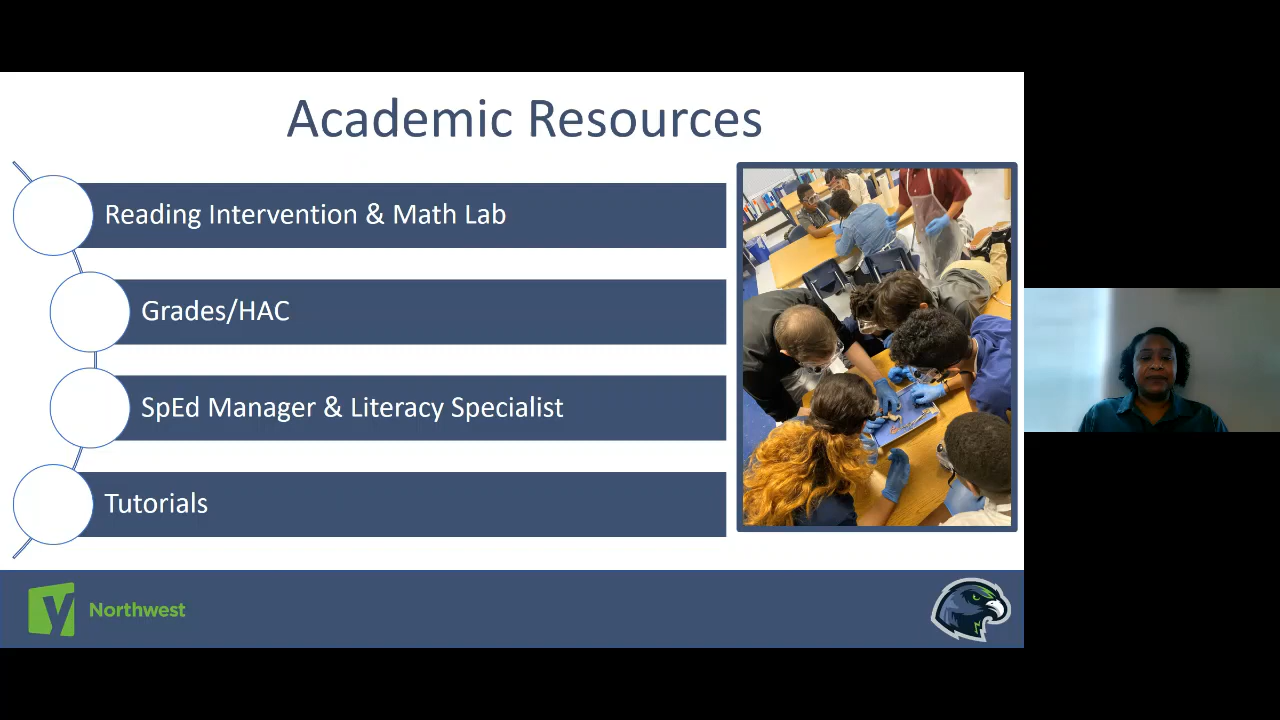 Academic Resources
Reading Intervention & Math Lab
Grades/HAC
SpEd Manager & Literacy Specialist
Tutorials
Y Northwest